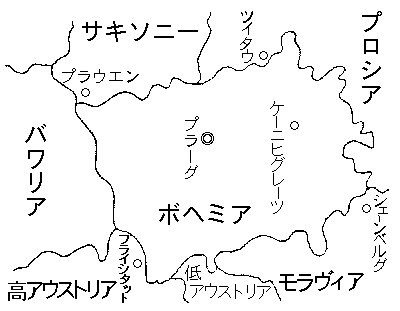 サキソニー
ツイタウ
プロシア
プラウエン
バワリア
プラーグ
ケーニヒグレーツ
ボヘミア
シェーンベルグ
フライシタット
高アウストリア
低
アウストリア
モラヴィア